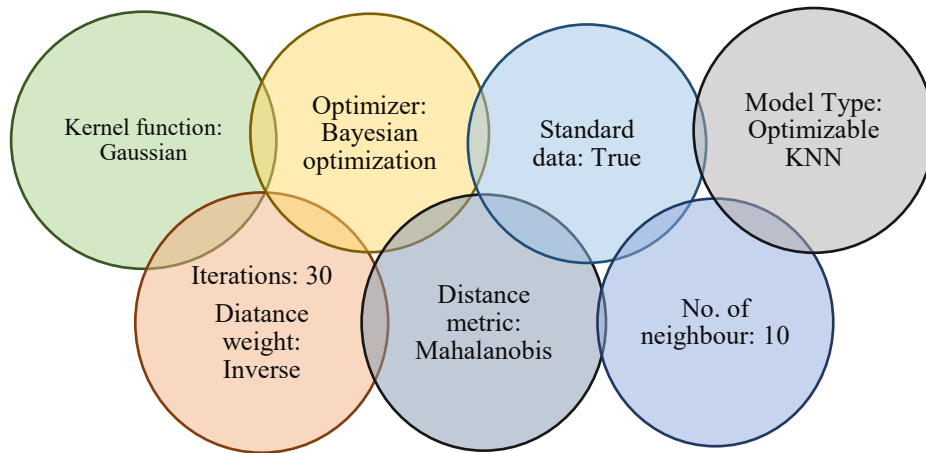 Kernel function:
Gaussian
Optimizer:
Bayesian
optimization
Standard
data: True
Model Type:
Optimizable
KNN
Iterations: 30
Diatance
weight:
Inverse
Distance
metric:
Mahalanobis
No. of
neighbour: 10